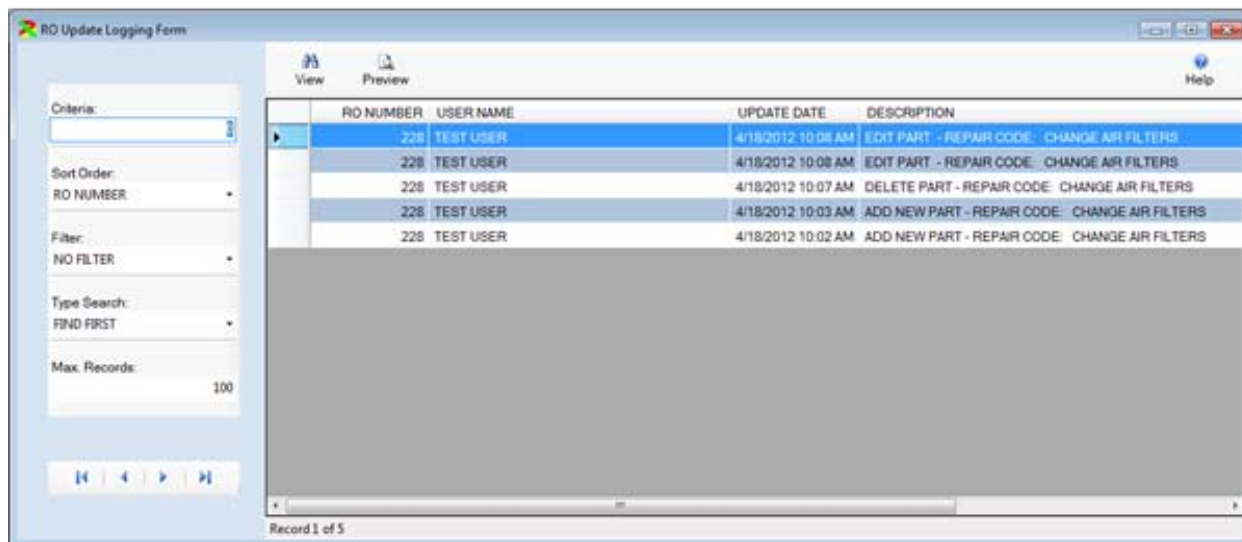 RO Update Logging Form
View Preview Help
Criteria:
Sort Order:
RO NUMBER
Filter:
NO FILTER
Type Search:
FIND FIRST
Max. Records:
100
RO NUMBER USER NAME UPDATE DATE DESCRIPTION
228 TEST USER 4/18/2012 10:08 AM EDIT PART - REPAIR CODE: CHANGE AIR FILTERS
228 TEST USER 4/18/2012 10:08 AM EDIT PART - REPAIR CODE: CHANGE AIR FILTERS
228 TEST USER 4/18/2012 10:07 AM DELETE PART - REPAIR CODE: CHANGE AIR FILTERS
228 TEST USER 4/18/2012 10:03 AM ADD NEW PART - REPAIR CODE: CHANGE AIR FILTERS
228 TEST USER 4/18/2012 10:02 AM ADD NEW PART - REPAIR CODE: CHANGE AIR FILTERS
Record 1 of 5